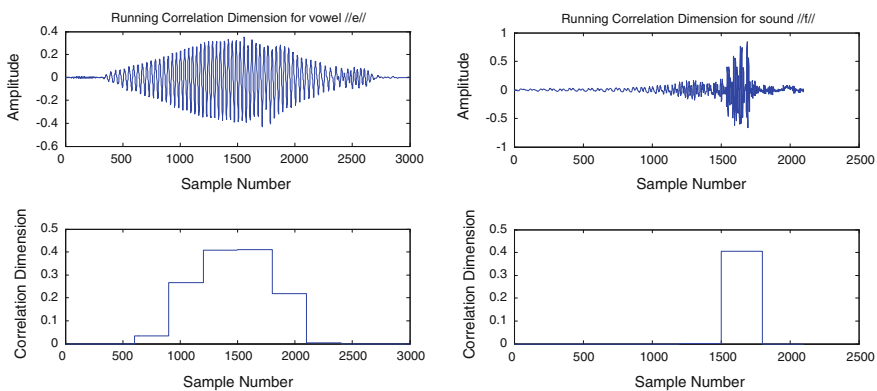 Running Correlation Dimension for vowel //e//
Amplitude
0.4
0.2
0
-0.2
-0.4
-0.6
0 500 1000 1500 2000 2500 3000
Sample Number
Running Correlation Dimension for sound //f//
Amplitude
1
0.5
0
-0.5
-1
0 500 1000 1500 2000 2500
Sample Number
Correlation Dimension
0.5
0.4
0.3
0.2
0.1
0
0 500 1000 1500 2000 2500 3000
Sample Number
Correlation Dimension
0.5
0.4
0.3
0.2
0.1
0
0 500 1000 1500 2000 2500
Sample Number